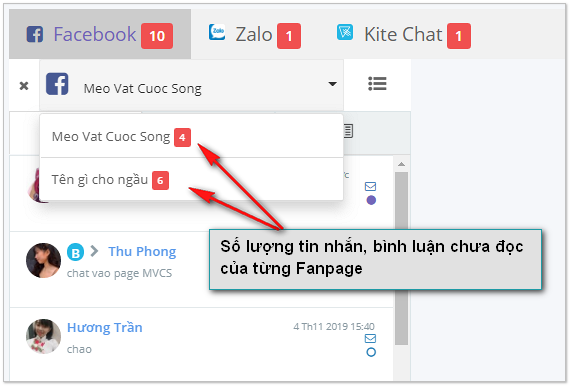 Facebook 10 Zalo 1 Kite Chat 1
Meo Vat Cuoc Song
Meo Vat Cuoc Song 4
Tên gì cho ngầu 6
Số lượng tin nhắn, bình luận chưa đọc
của từng Fanpage
B Thu Phong
chat vao page MVCS
Hương Trần 4 Th11 2019 15:40
chao